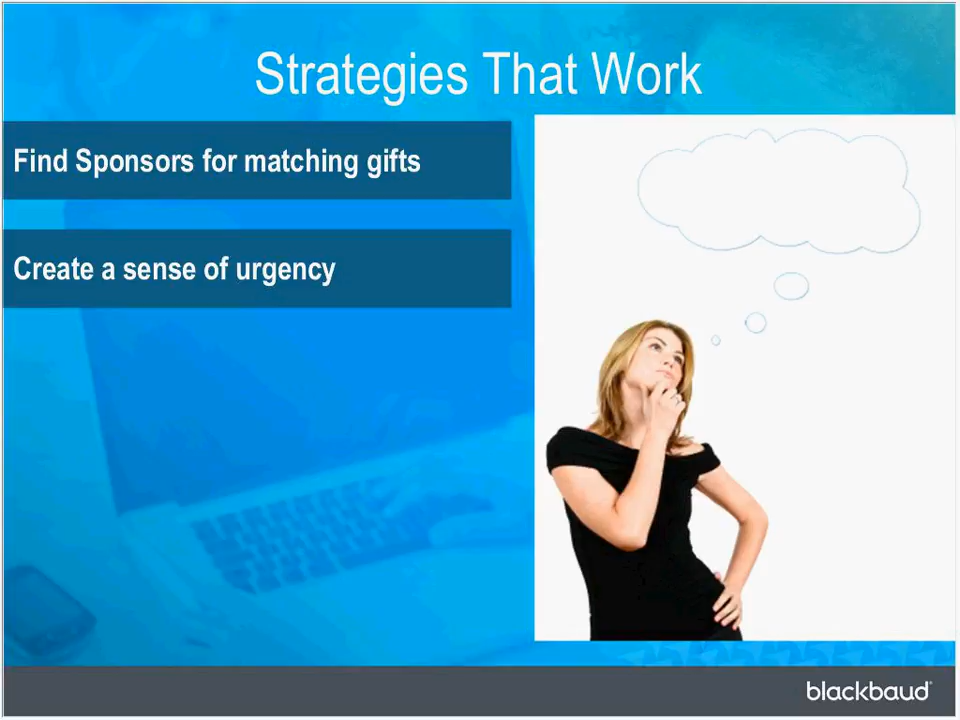 Strategies That Work
Find Sponsors for matching gifts
Create a sense of urgency
blackbaud®